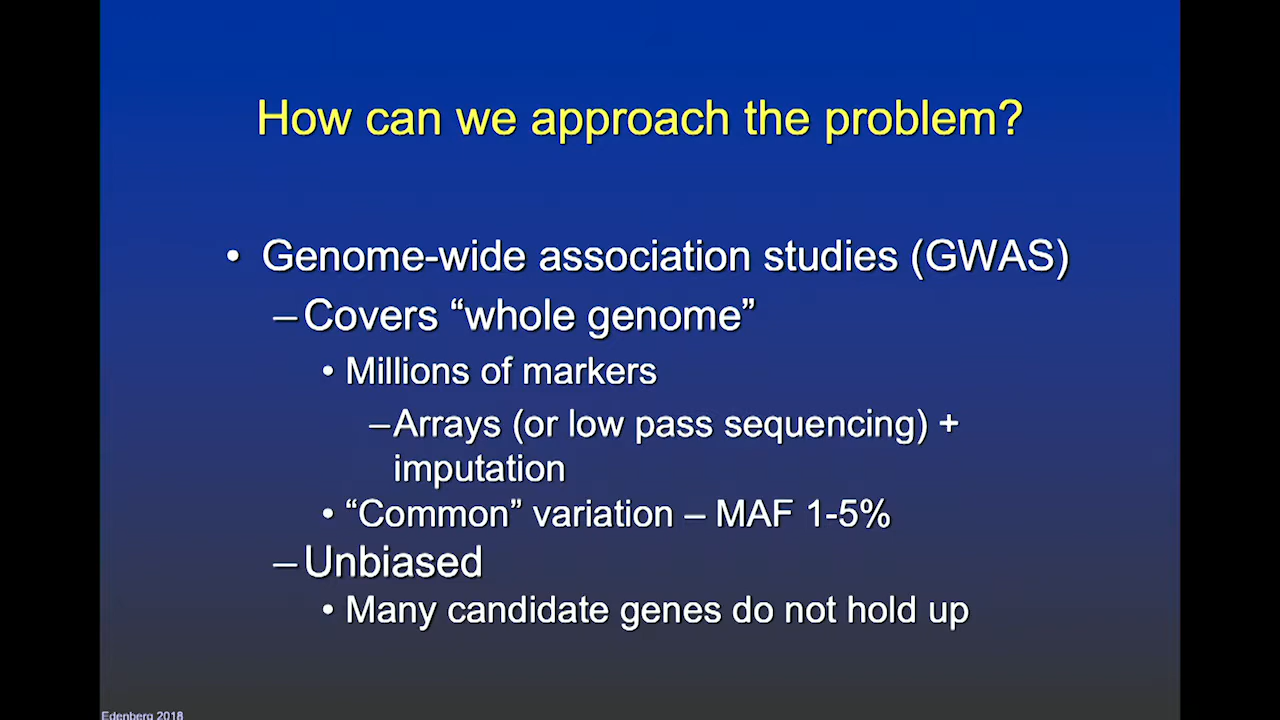 How can we approach the problem?
• Genome-wide association studies (GWAS)
–Covers “whole genome”
• Millions of markers
–Arrays (or low pass sequencing) +
imputation
• “Common” variation – MAF 1-5%
–Unbiased
• Many candidate genes do not hold up
Edenberg 2018